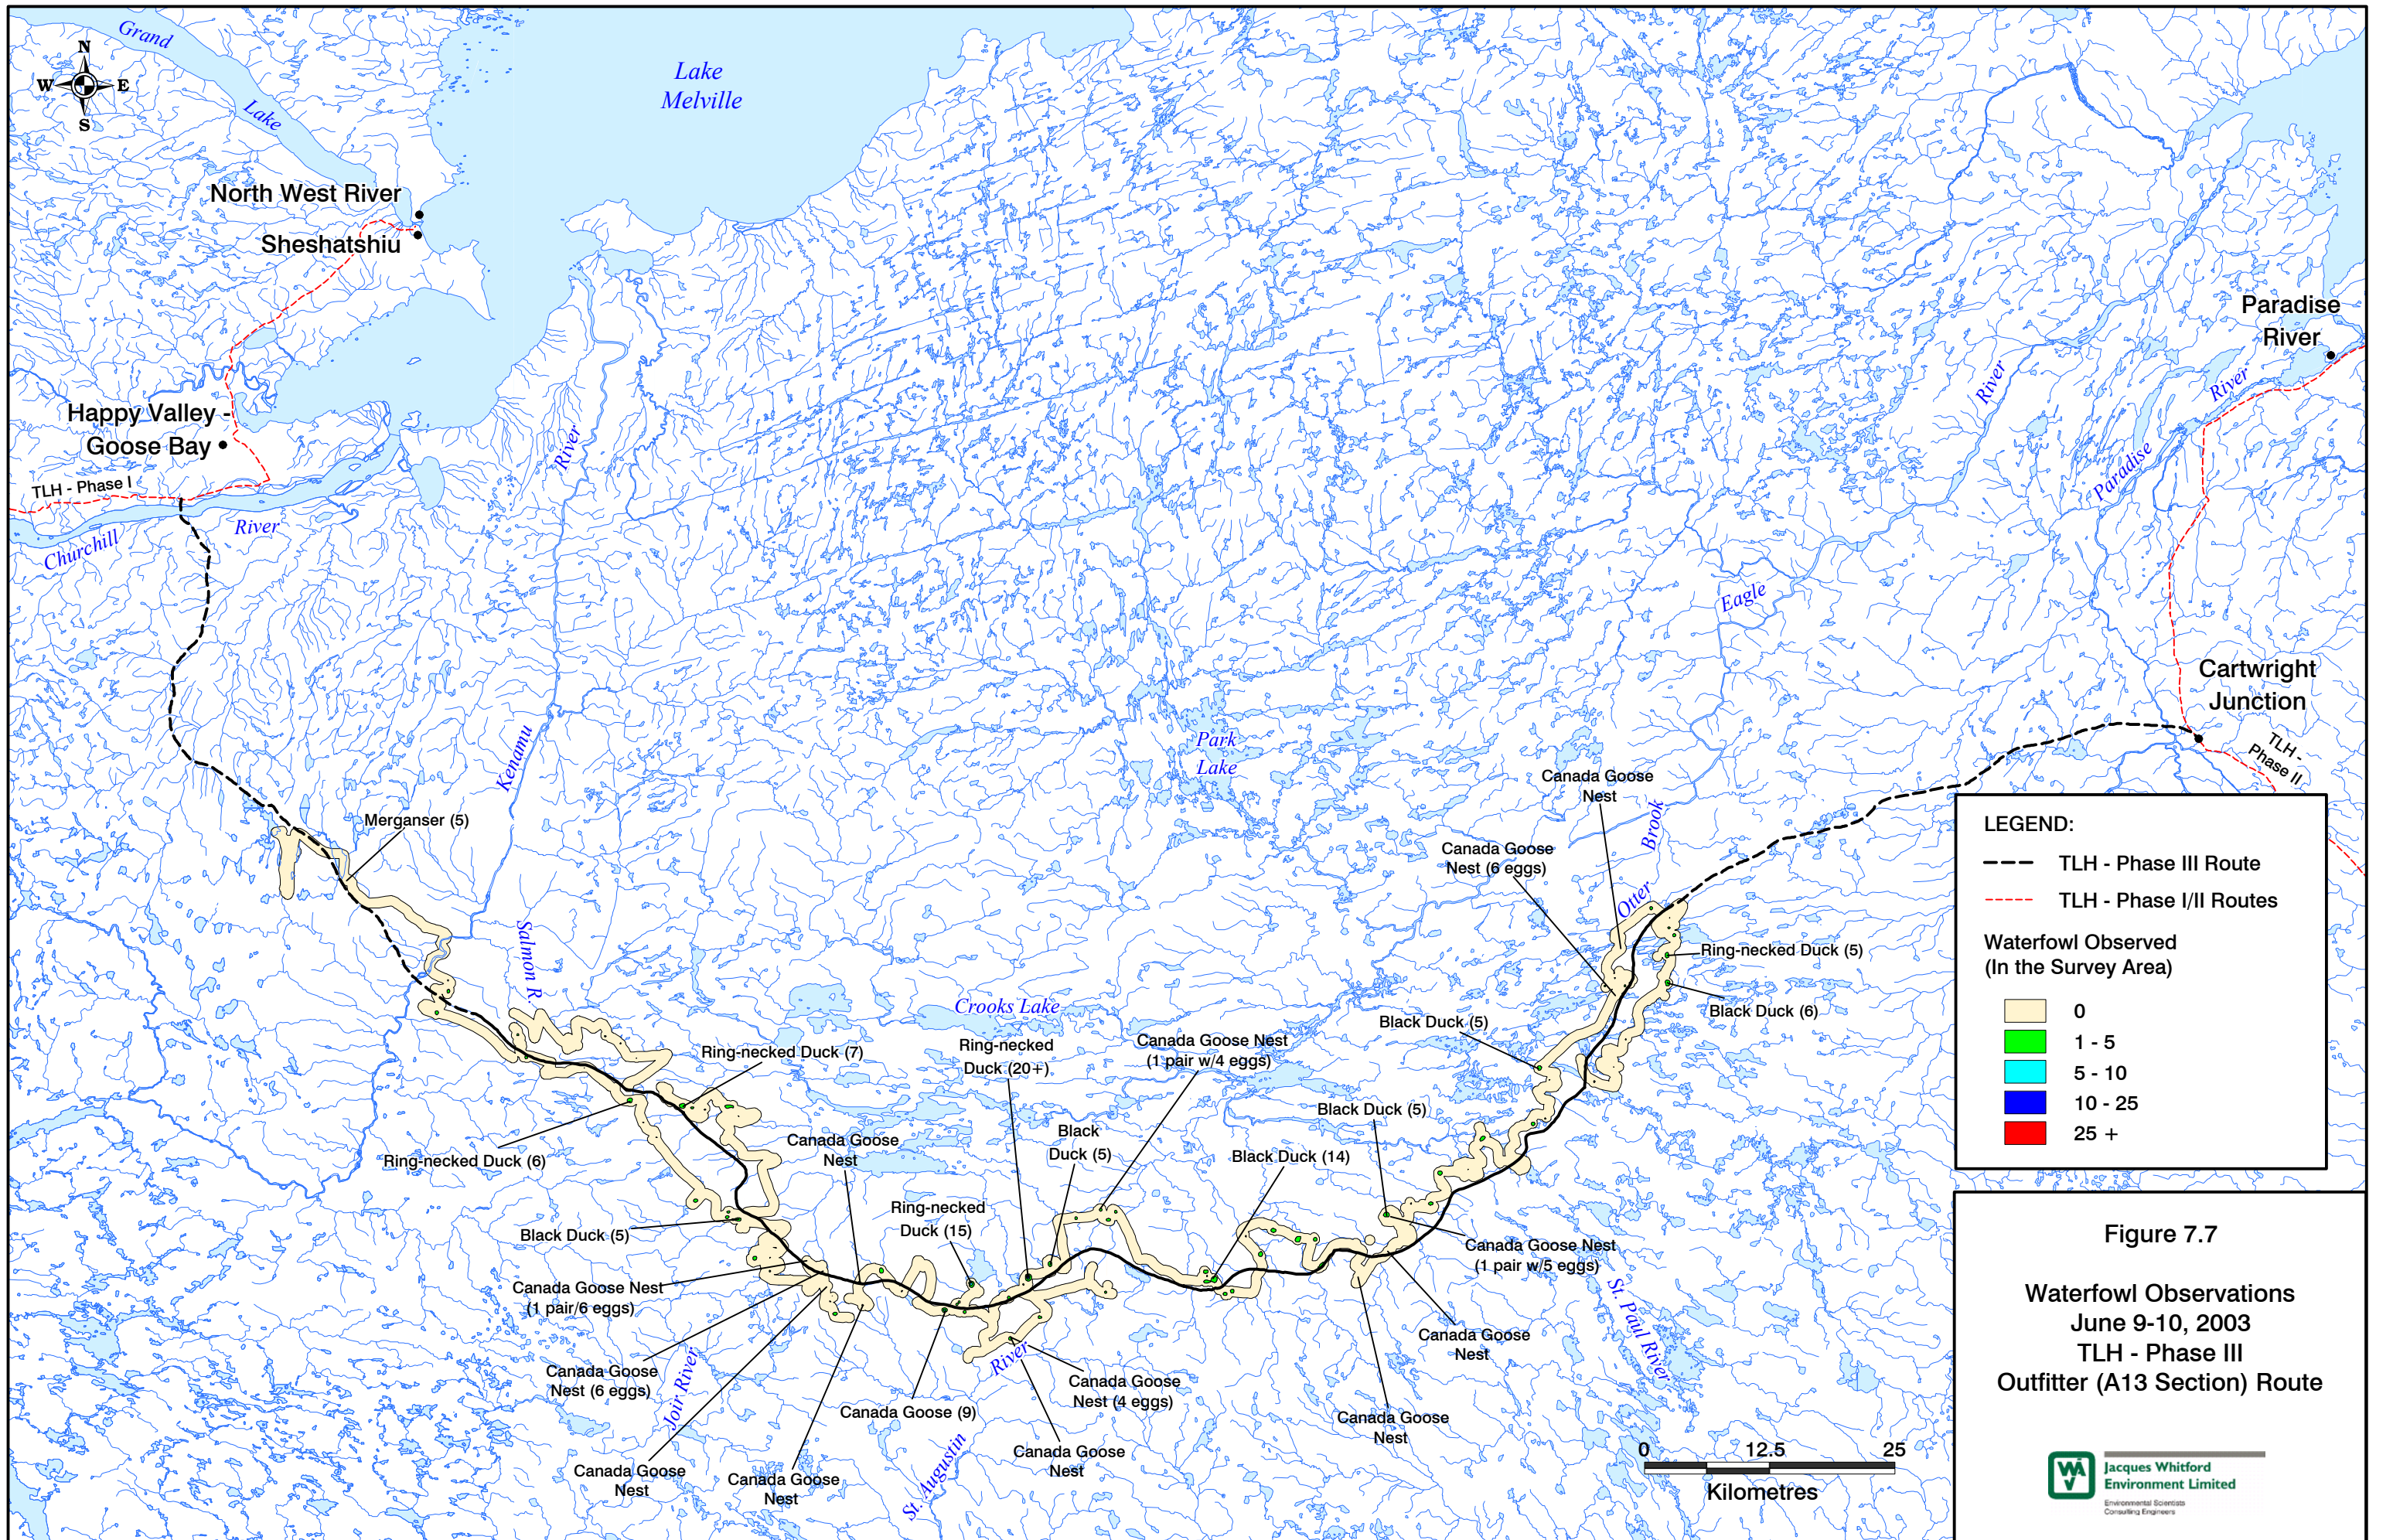 Grand
Lake
N
W
E
S
Lake
Melville
North West River
Sheshatshiu
Happy Valley -
Goose Bay
TLH - Phase I
Churchill
River
River
Kenamu
Paradise
River
River
Paradise
River
Eagle
Cartwright
Junction
TLH -
Phase II
Park
Lake
Canada Goose
Nest
Brook
Otter
Canada Goose
Nest (6 eggs)
Merganser (5)
Salmon R.
Crooks Lake
Ring-necked Duck (5)
Black Duck (6)
Black Duck (5)
Ring-necked Duck (7)
Ring-necked
Duck (20+)
Canada Goose Nest
(1 pair w/4 eggs)
Black Duck (5)
Ring-necked Duck (6)
Canada Goose
Nest
Black
Duck (5)
Black Duck (14)
Ring-necked
Duck (15)
Black Duck (5)
Canada Goose Nest
(1 pair w/5 eggs)
Canada Goose Nest
(1 pair/6 eggs)
St. Paul River
Canada Goose
Nest
Canada Goose
Nest (6 eggs)
Joir River
River
St. Augustin
Canada Goose
Nest (4 eggs)
Canada Goose (9)
Canada Goose
Nest
Canada Goose
Nest
Canada Goose
Nest
Canada Goose
Nest
0 12.5 25
Kilometres
LEGEND:
TLH - Phase III Route
TLH - Phase I/II Routes
Waterfowl Observed
(In the Survey Area)
0
1 - 5
5 - 10
10 - 25
25 +
Figure 7.7
Waterfowl Observations
June 9-10, 2003
TLH - Phase III
Outfitter (A13 Section) Route
Jacques Whitford
Environment Limited
Environmental Scientists
Consulting Engineers